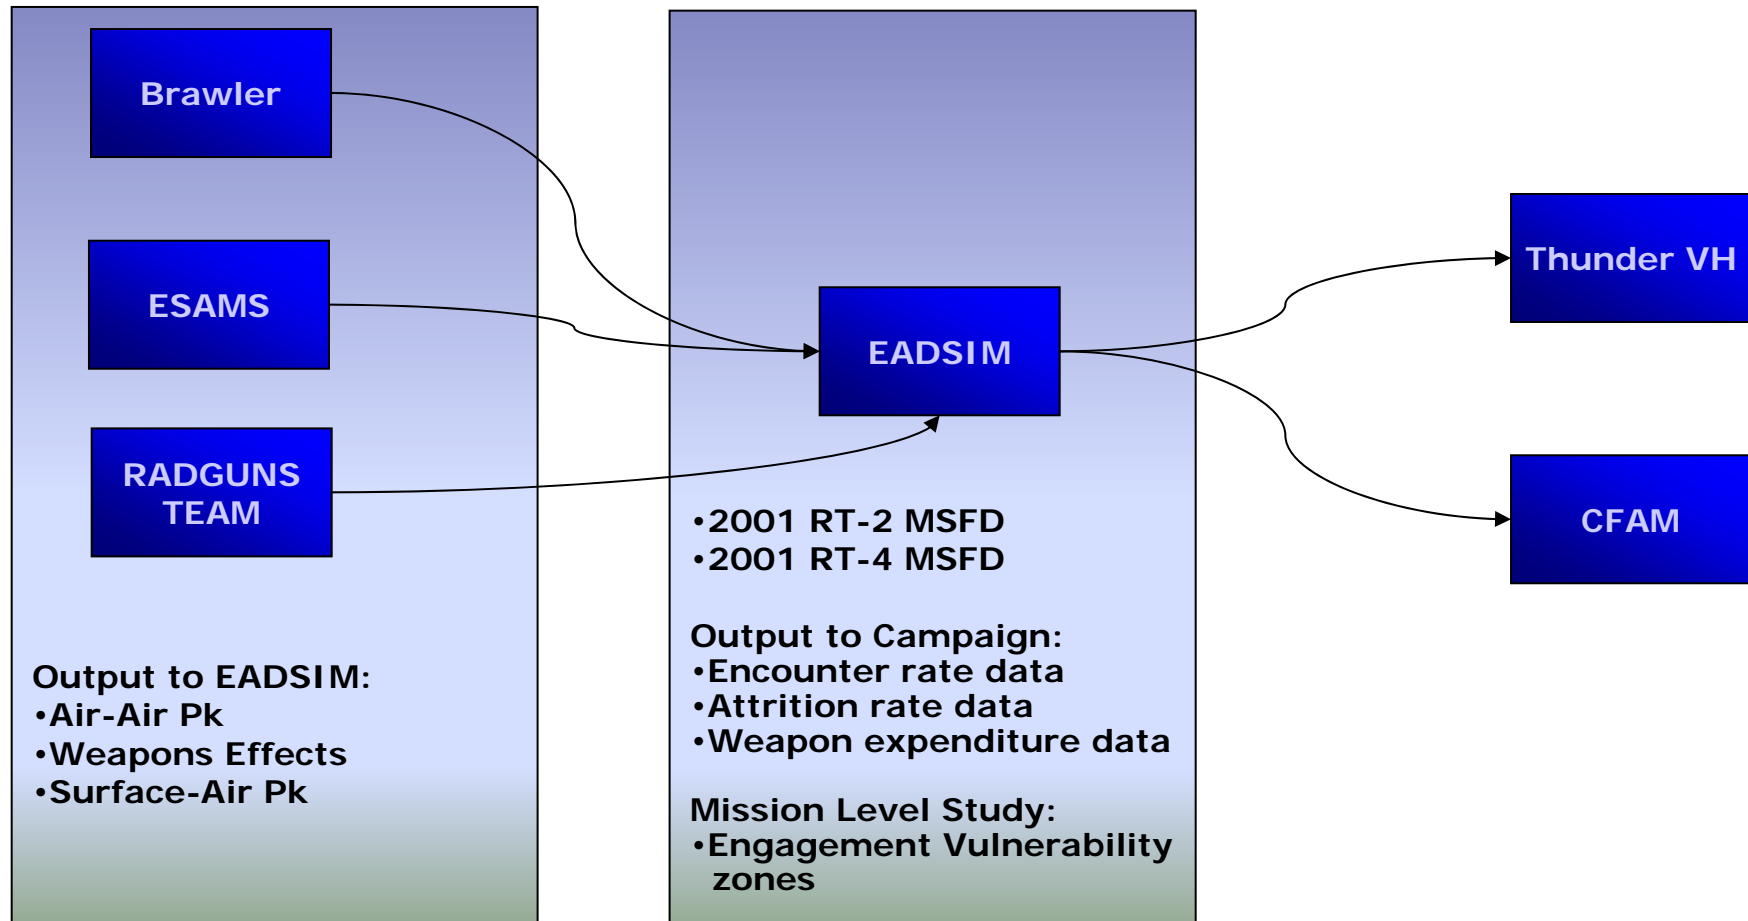 Brawler
ESAMS
RADGUNS
TEAM
Output to EADSIM:
•Air-Air Pk
•Weapons Effects
•Surface-Air Pk
EADSIM
•2001 RT-2 MSFD
•2001 RT-4 MSFD
Output to Campaign:
•Encounter rate data
•Attrition rate data
•Weapon expenditure data
Mission Level Study:
•Engagement Vulnerability
zones
Thunder VH
CFAM